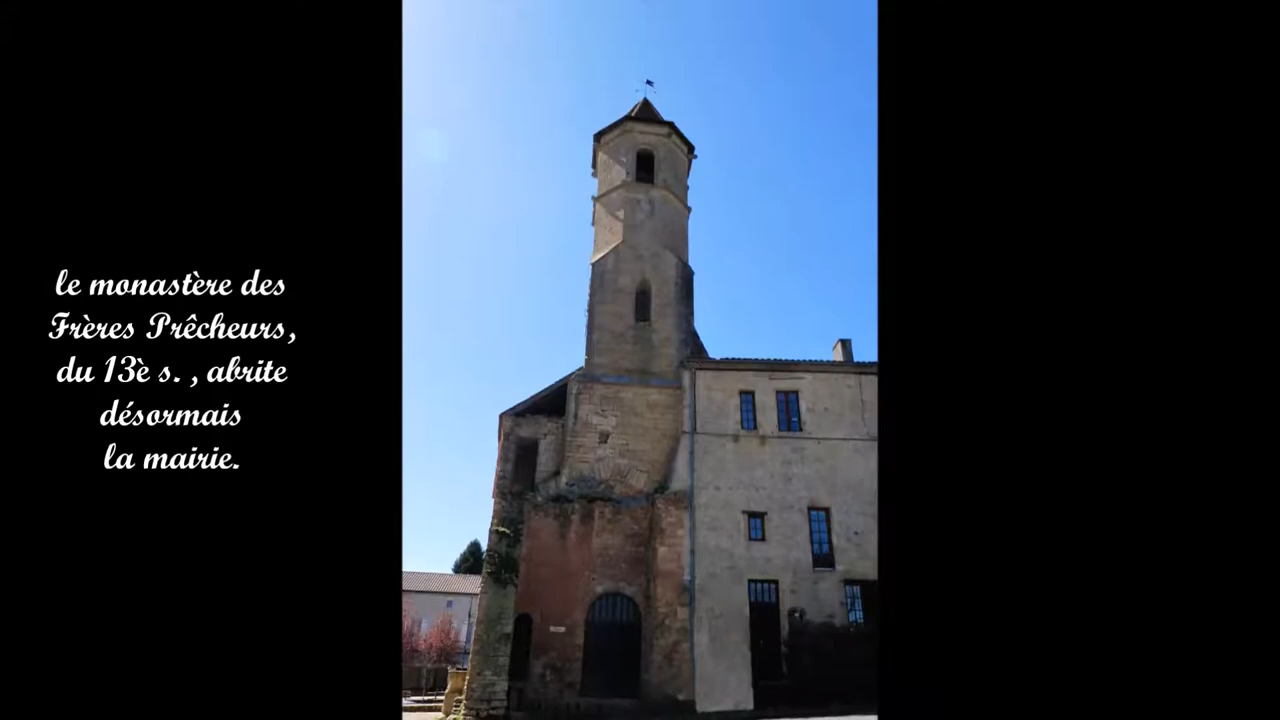 le monastère des
Frères Prêcheurs,
du 13è s. , abrite
désormais
la mairie.